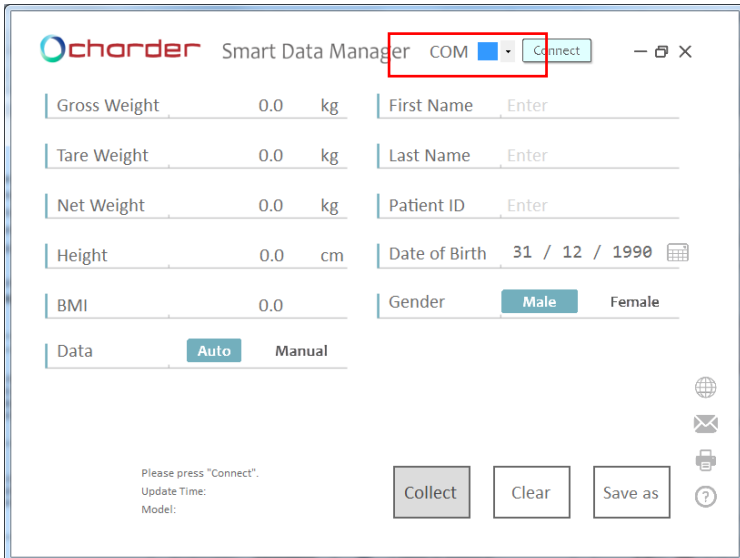 charder Smart Data Manager COM Connect
Gross Weight 0.0 kg First Name Enter
Tare Weight 0.0 kg Last Name Enter
Net Weight 0.0 kg Patient ID Enter
Height 0.0 cm Date of Birth 31 / 12 / 1990
BMI 0.0 Gender Male Female
Data Auto Manual
Please press "Connect".
Update Time:
Model:
Collect Clear Save as
?